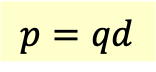 p = qd